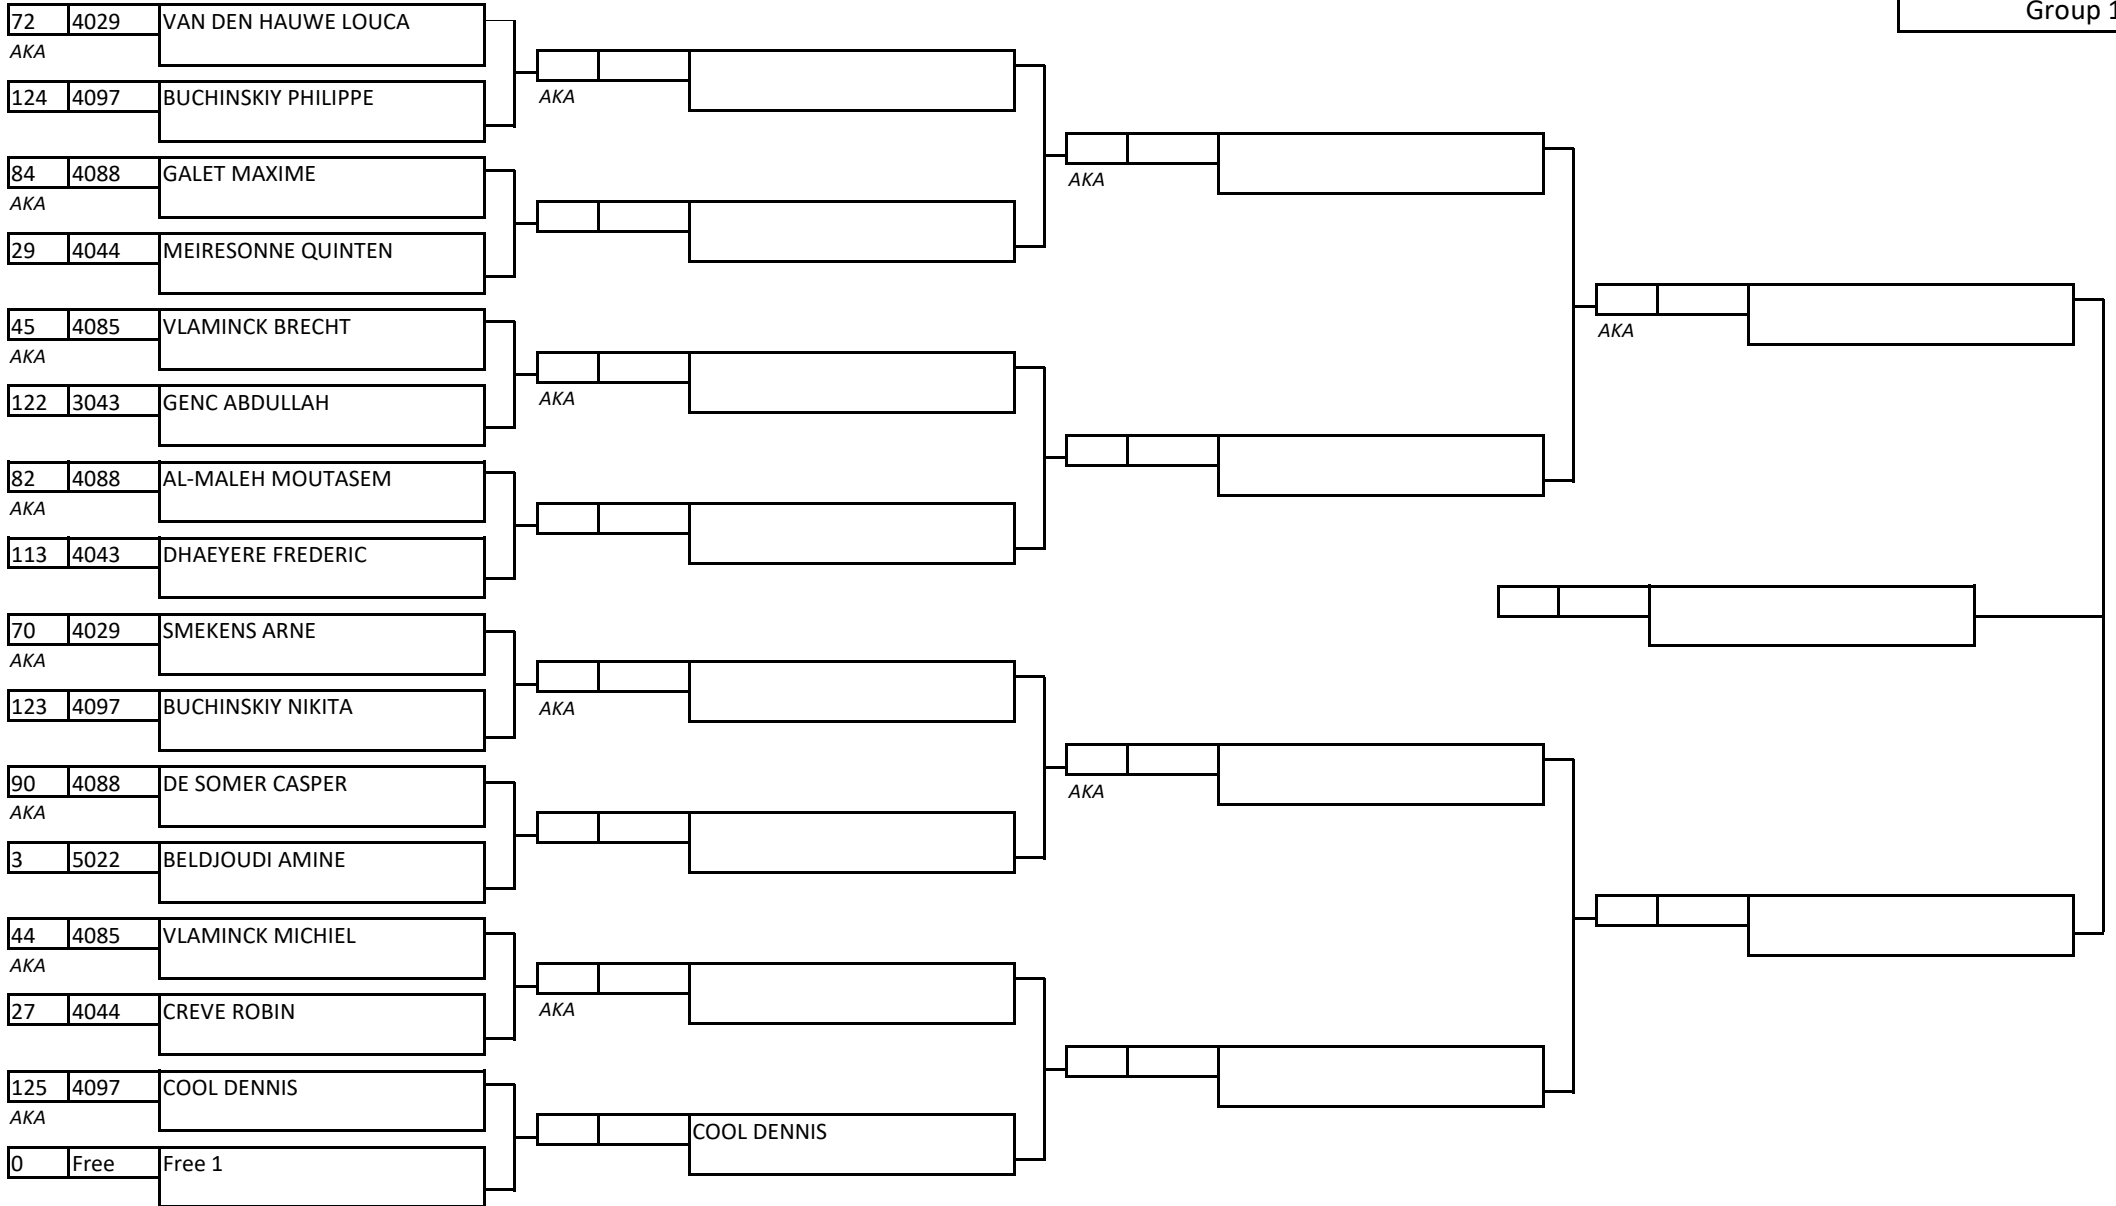 Group 1
72 4029 VAN DEN HAUWE LOUCA
AKA
AKA
124 4097 BUCHINSKIY PHILIPPE
84 4088 GALET MAXIME
AKA
AKA
29 4044 MEIRESONNE QUINTEN
45 4085 VLAMINCK BRECHT
AKA
AKA
122 3043 GENC ABDULLAH
AKA
82 4088 AL-MALEH MOUTASEM
AKA
113 4043 DHAEYERE FREDERIC
70 4029 SMEKENS ARNE
AKA
123 4097 BUCHINSKIY NIKITA
AKA
90 4088 DE SOMER CASPER
AKA
AKA
3 5022 BELDJOUDI AMINE
44 4085 VLAMINCK MICHIEL
AKA
27 4044 CREVE ROBIN
AKA
125 4097 COOL DENNIS
AKA
COOL DENNIS
0 Free Free 1